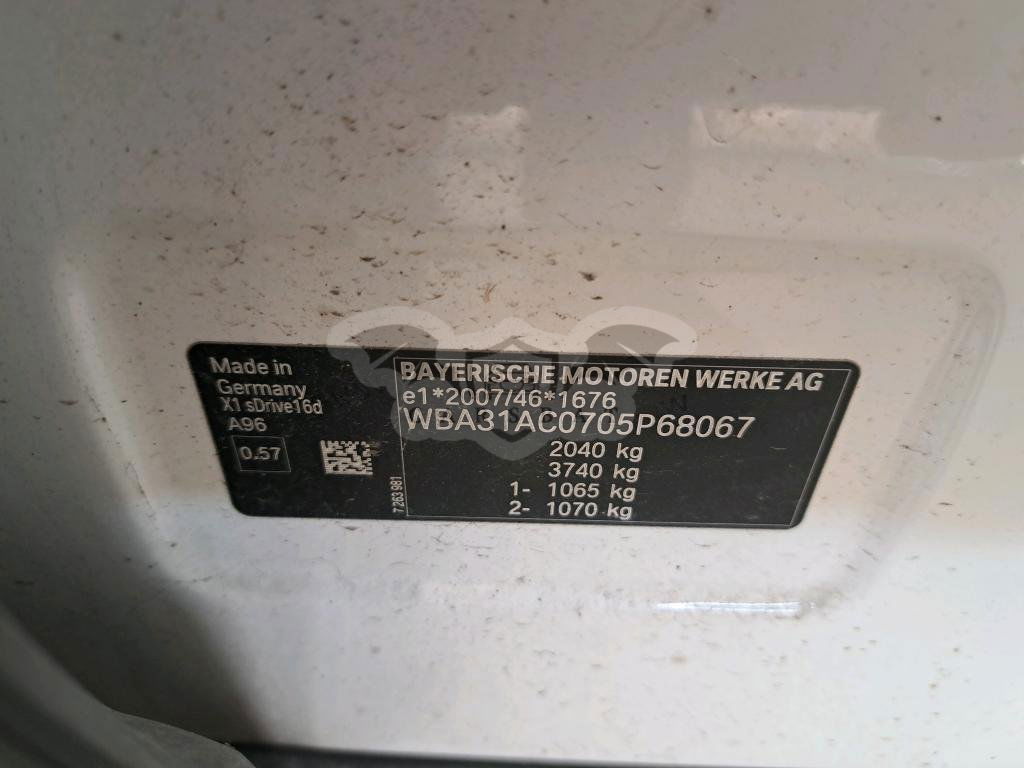 Made in
Germany
X1 sDrive16d
A96
0.57
7 263 981
BAYERISCHE MOTOREN WERKE AG
e1*2007/46*1676
WBA31AC0705P68067
2040 kg
3740 kg
1- 1065 kg
2- 1070 kg